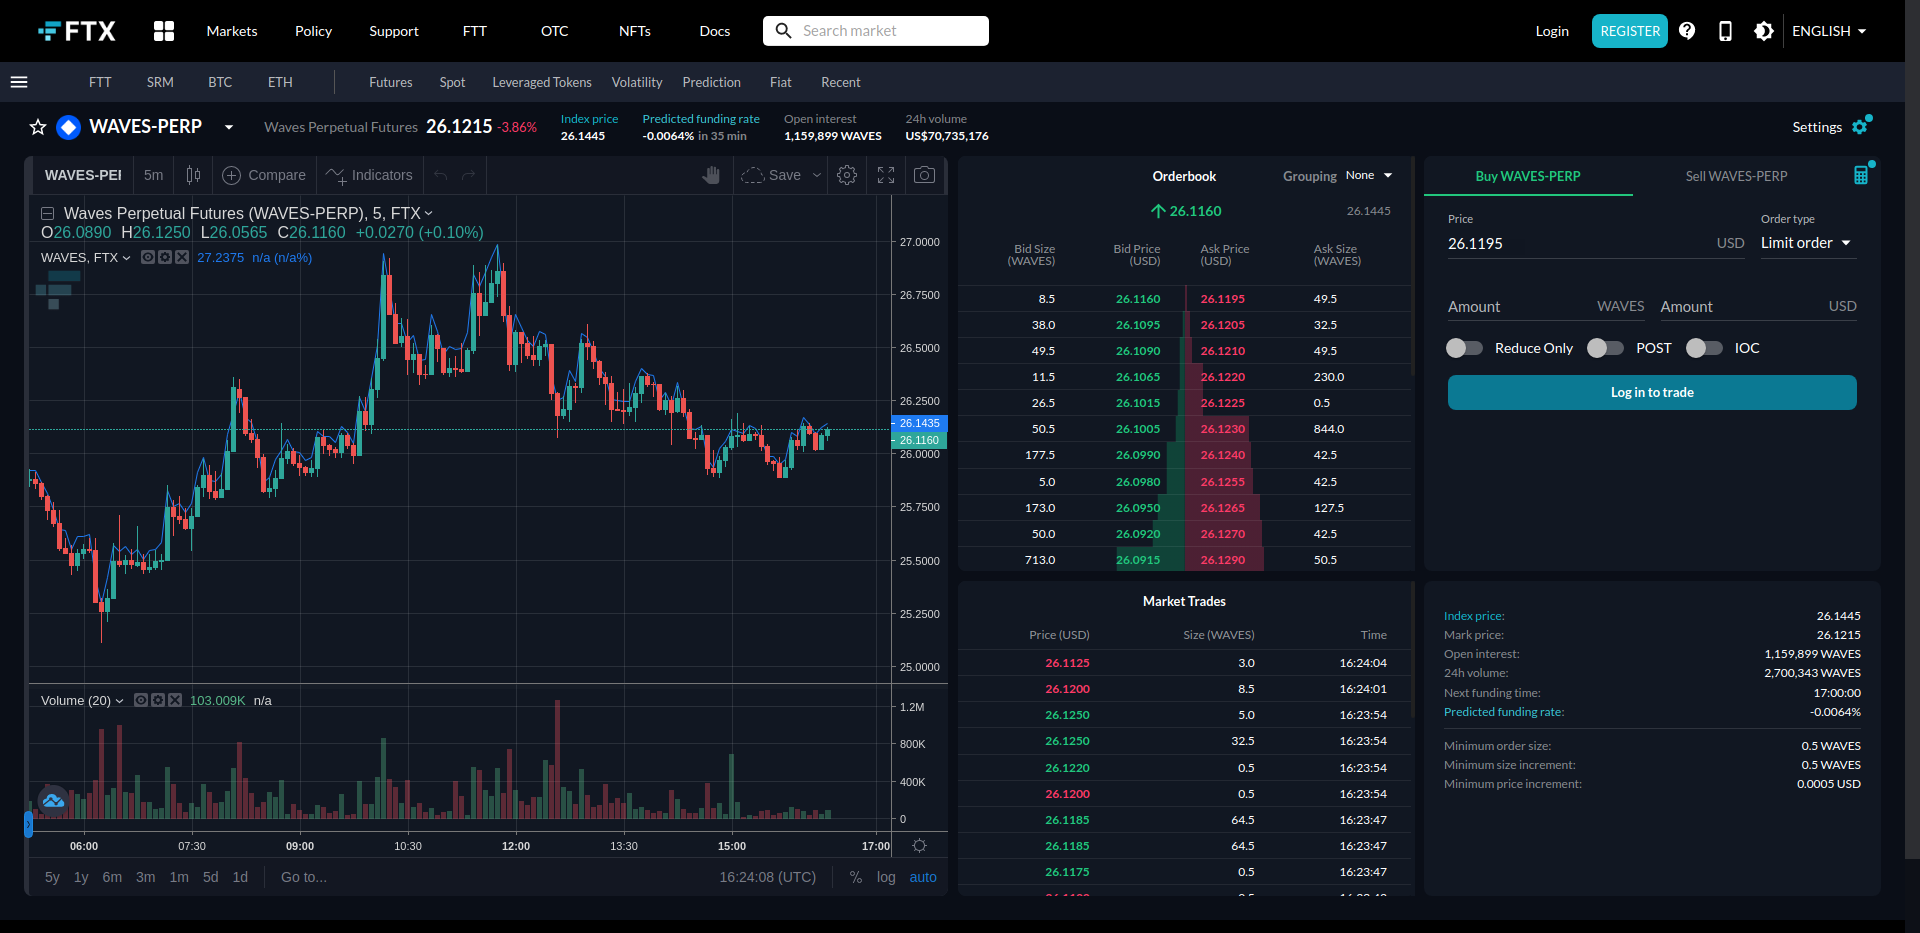 FTX Markets Policy Support FTT OTC NFTs Docs Search market Login REGISTER ENGLISH
FTT SRM BTC ETH Futures Spot Leveraged Tokens Volatility Prediction Fiat Recent
WAVES-PERP Waves Perpetual Futures 26.1215 -3.86%
Index price
26.1445
Predicted funding rate
-0.0064% in 35 min
Open interest
1,159,899 WAVES
24h volume
US$70,735,176
Settings
WAVES-PEI 5m Compare Indicators Save
Waves Perpetual Futures (WAVES-PERP), 5, FTX
O26.0890 H26.1250 L26.0565 C26.1160 +0.0270 (+0.10%)
WAVES, FTX 27.2375 n/a (n/a%)
27.0000
26.7500
26.5000
26.2500
26.1435
26.1160
26.0000
25.7500
25.5000
25.2500
25.0000
Volume (20) 103.009K n/a
1.2M
800K
400K
0
06:00 07:30 09:00 10:30 12:00 13:30 15:00 17:00
5y 1y 6m 3m 1m 5d 1d Go to... 16:24:08 (UTC) % log auto
Orderbook Grouping None
26.1160 26.1445
Bid Size (WAVES) Bid Price (USD) Ask Price (USD) Ask Size (WAVES)
8.5 26.1160 26.1195 49.5
38.0 26.1095 26.1205 32.5
49.5 26.1090 26.1210 49.5
11.5 26.1065 26.1220 230.0
26.5 26.1015 26.1225 0.5
50.5 26.1005 26.1230 844.0
177.5 26.0990 26.1240 42.5
5.0 26.0980 26.1255 42.5
173.0 26.0950 26.1265 127.5
50.0 26.0920 26.1270 42.5
713.0 26.0915 26.1290 50.5
Market Trades
Price (USD) Size (WAVES) Time
26.1125 3.0 16:24:04
26.1200 8.5 16:24:01
26.1250 5.0 16:23:54
26.1250 32.5 16:23:54
26.1220 0.5 16:23:54
26.1200 0.5 16:23:54
26.1185 64.5 16:23:47
26.1185 64.5 16:23:47
26.1175 0.5 16:23:47
Buy WAVES-PERP Sell WAVES-PERP
Price Order type
26.1195 USD Limit order
Amount WAVES Amount USD
Reduce Only POST IOC
Log in to trade
Index price: 26.1445
Mark price: 26.1215
Open interest: 1,159,899 WAVES
24h volume: 2,700,343 WAVES
Next funding time: 17:00:00
Predicted funding rate: -0.0064%
Minimum order size: 0.5 WAVES
Minimum size increment: 0.5 WAVES
Minimum price increment: 0.0005 USD